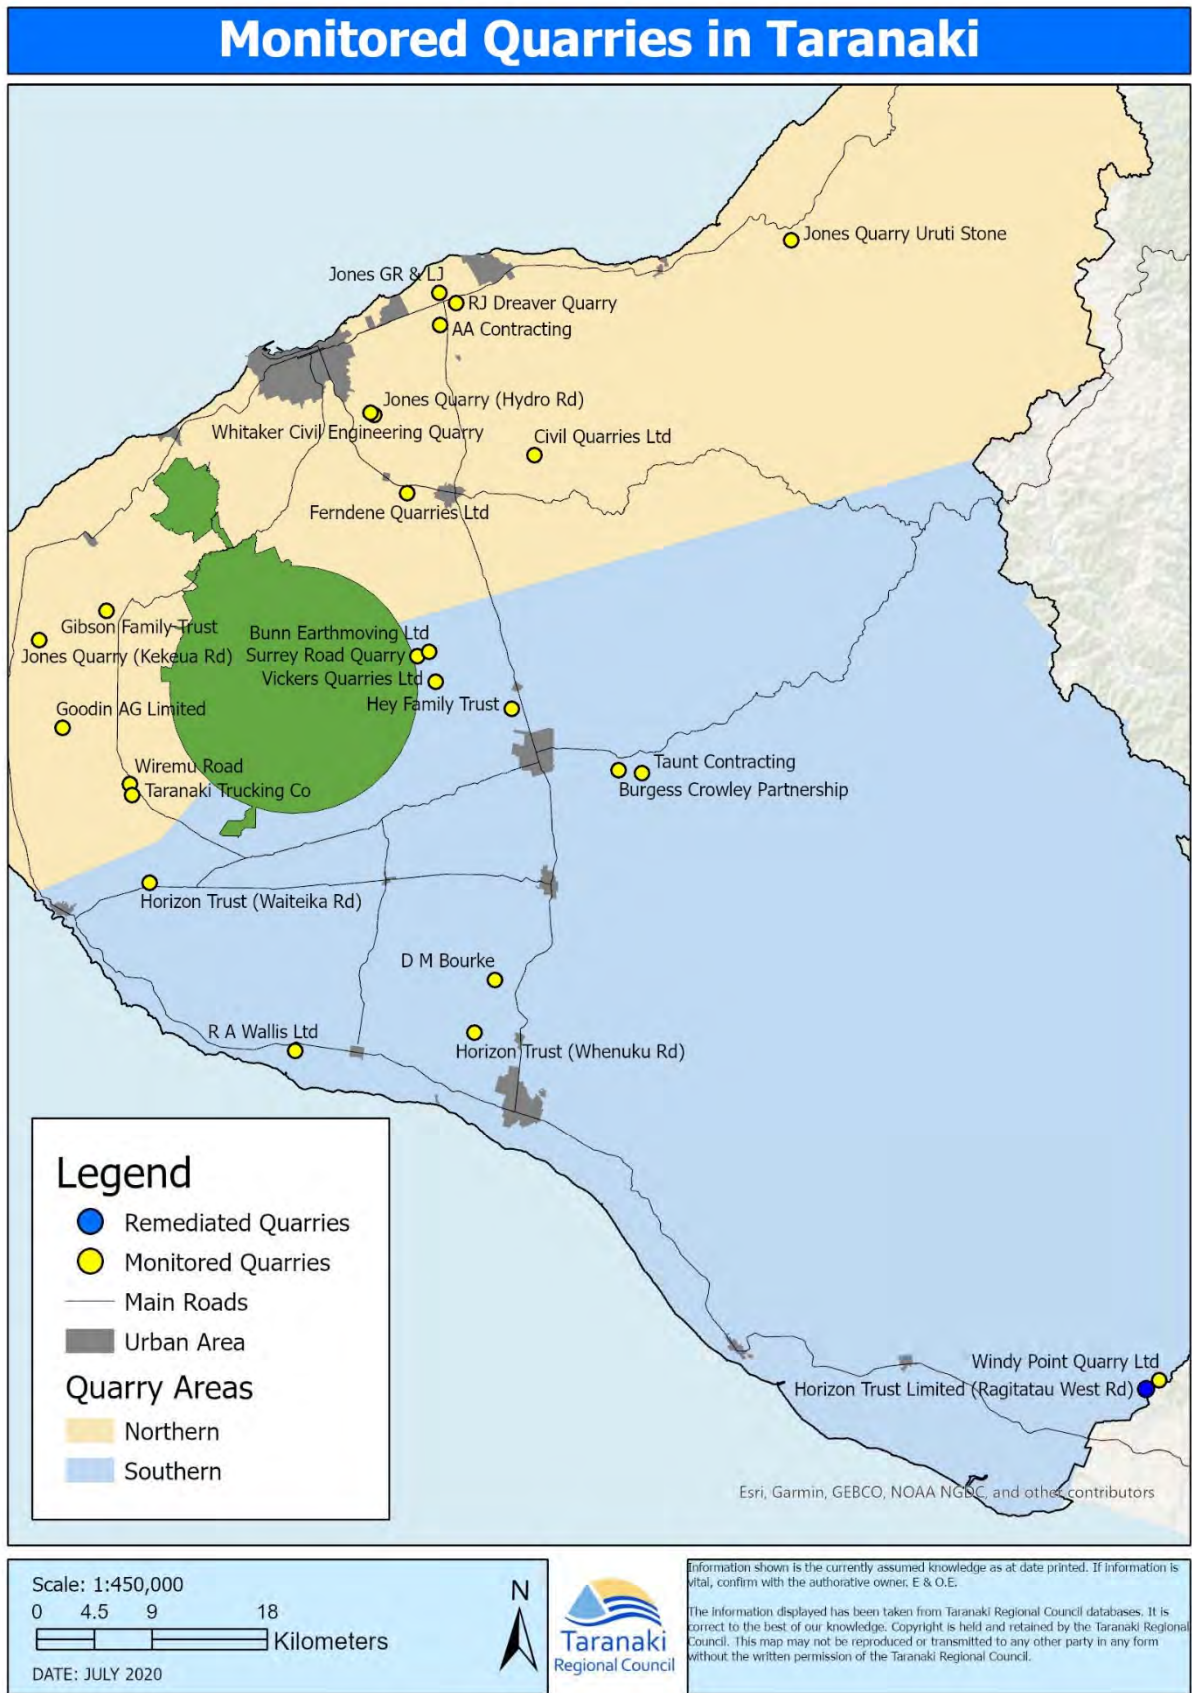 Monitored Quarries in Taranaki
Jones Quarry Uruti Stone
Jones GR & LJ
RJ Dreaver Quarry
AA Contracting
Jones Quarry (Hydro Rd)
Whitaker Civil Engineering Quarry
Civil Quarries Ltd
Ferndene Quarries Ltd
Gibson Family Trust
Jones Quarry (Kekeua Rd)
Bunn Earthmoving Ltd
Surrey Road Quarry
Vickers Quarries Ltd
Hey Family Trust
Goodin AG Limited
Wiremu Road
Taranaki Trucking Co
Taunt Contracting
Burgess Crowley Partnership
Horizon Trust (Waiteika Rd)
D M Bourke
R A Wallis Ltd
Horizon Trust (Whenuku Rd)
Windy Point Quarry Ltd
Horizon Trust Limited (Ragitatau West Rd)
Legend
Remediated Quarries
Monitored Quarries
Main Roads
Urban Area
Quarry Areas
Northern
Southern
Esri, Garmin, GEBCO, NOAA NGDC, and other contributors
Scale: 1:450,000
0 4.5 9 18
Kilometers
DATE: JULY 2020
N
Taranaki
Regional Council
Information shown is the currently assumed knowledge as at date printed. If information is
vital, confirm with the authorative owner. E & O.E.
The information displayed has been taken from Taranaki Regional Council databases. It is
correct to the best of our knowledge. Copyright is held and retained by the Taranaki Regional
Council. This map may not be reproduced or transmitted to any other party in any form
without the written permission of the Taranaki Regional Council.